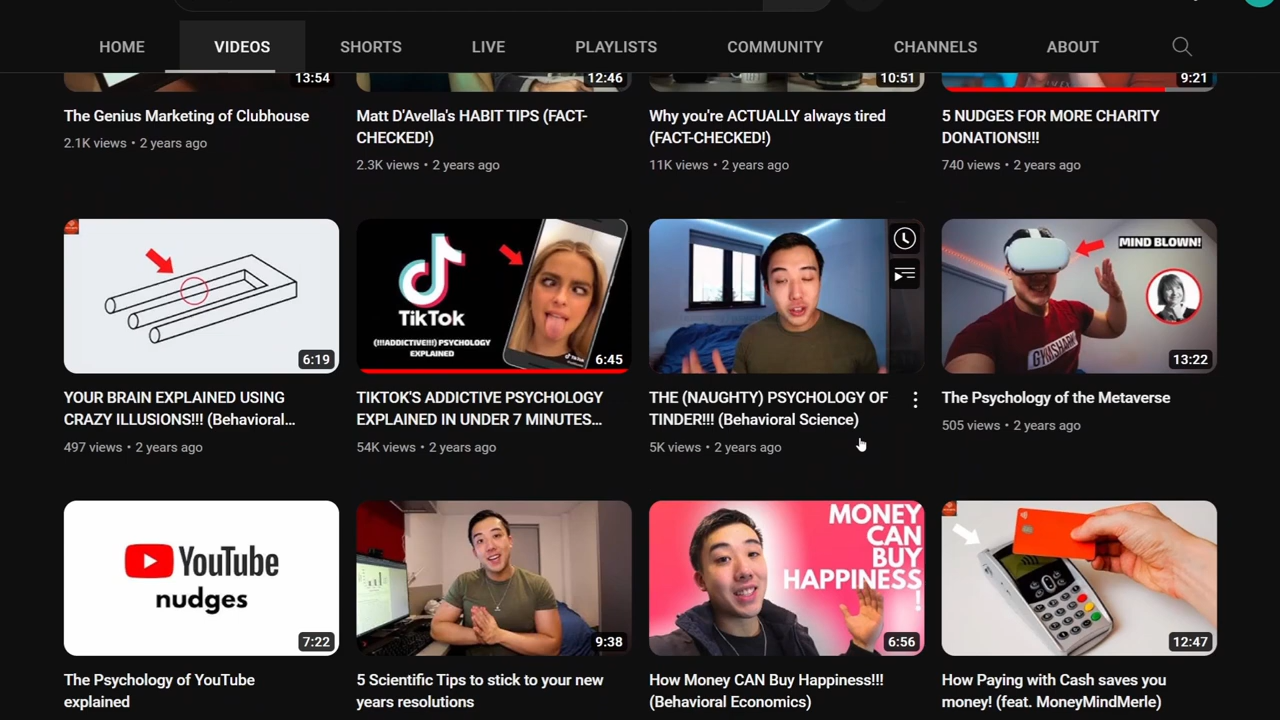 HOME VIDEOS SHORTS LIVE PLAYLISTS COMMUNITY CHANNELS ABOUT
13:54 12:46 10:51 9:21
The Genius Marketing of Clubhouse
2.1K views • 2 years ago
Matt D'Avella's HABIT TIPS (FACT-
CHECKED!)
2.3K views • 2 years ago
Why you're ACTUALLY always tired
(FACT-CHECKED!)
11K views • 2 years ago
5 NUDGES FOR MORE CHARITY
DONATIONS!!!
740 views • 2 years ago
6:19
YOUR BRAIN EXPLAINED USING
CRAZY ILLUSIONS!!! (Behavioral...
497 views • 2 years ago
TikTok
(!!!ADDICTIVE!!!) PSYCHOLOGY
EXPLAINED
TikTok
6:45
TIKTOK'S ADDICTIVE PSYCHOLOGY
EXPLAINED IN UNDER 7 MINUTES...
54K views • 2 years ago
THE (NAUGHTY) PSYCHOLOGY OF
TINDER!!! (Behavioral Science)
5K views • 2 years ago
MIND BLOWN!
GYMSHARK
13:22
The Psychology of the Metaverse
505 views • 2 years ago
YouTube
nudges
7:22
The Psychology of YouTube
explained
9:38
5 Scientific Tips to stick to your new
years resolutions
MONEY
CAN
BUY
HAPPINESS
!
6:56
How Money CAN Buy Happiness!!!
(Behavioral Economics)
12:47
How Paying with Cash saves you
money! (feat. MoneyMindMerle)